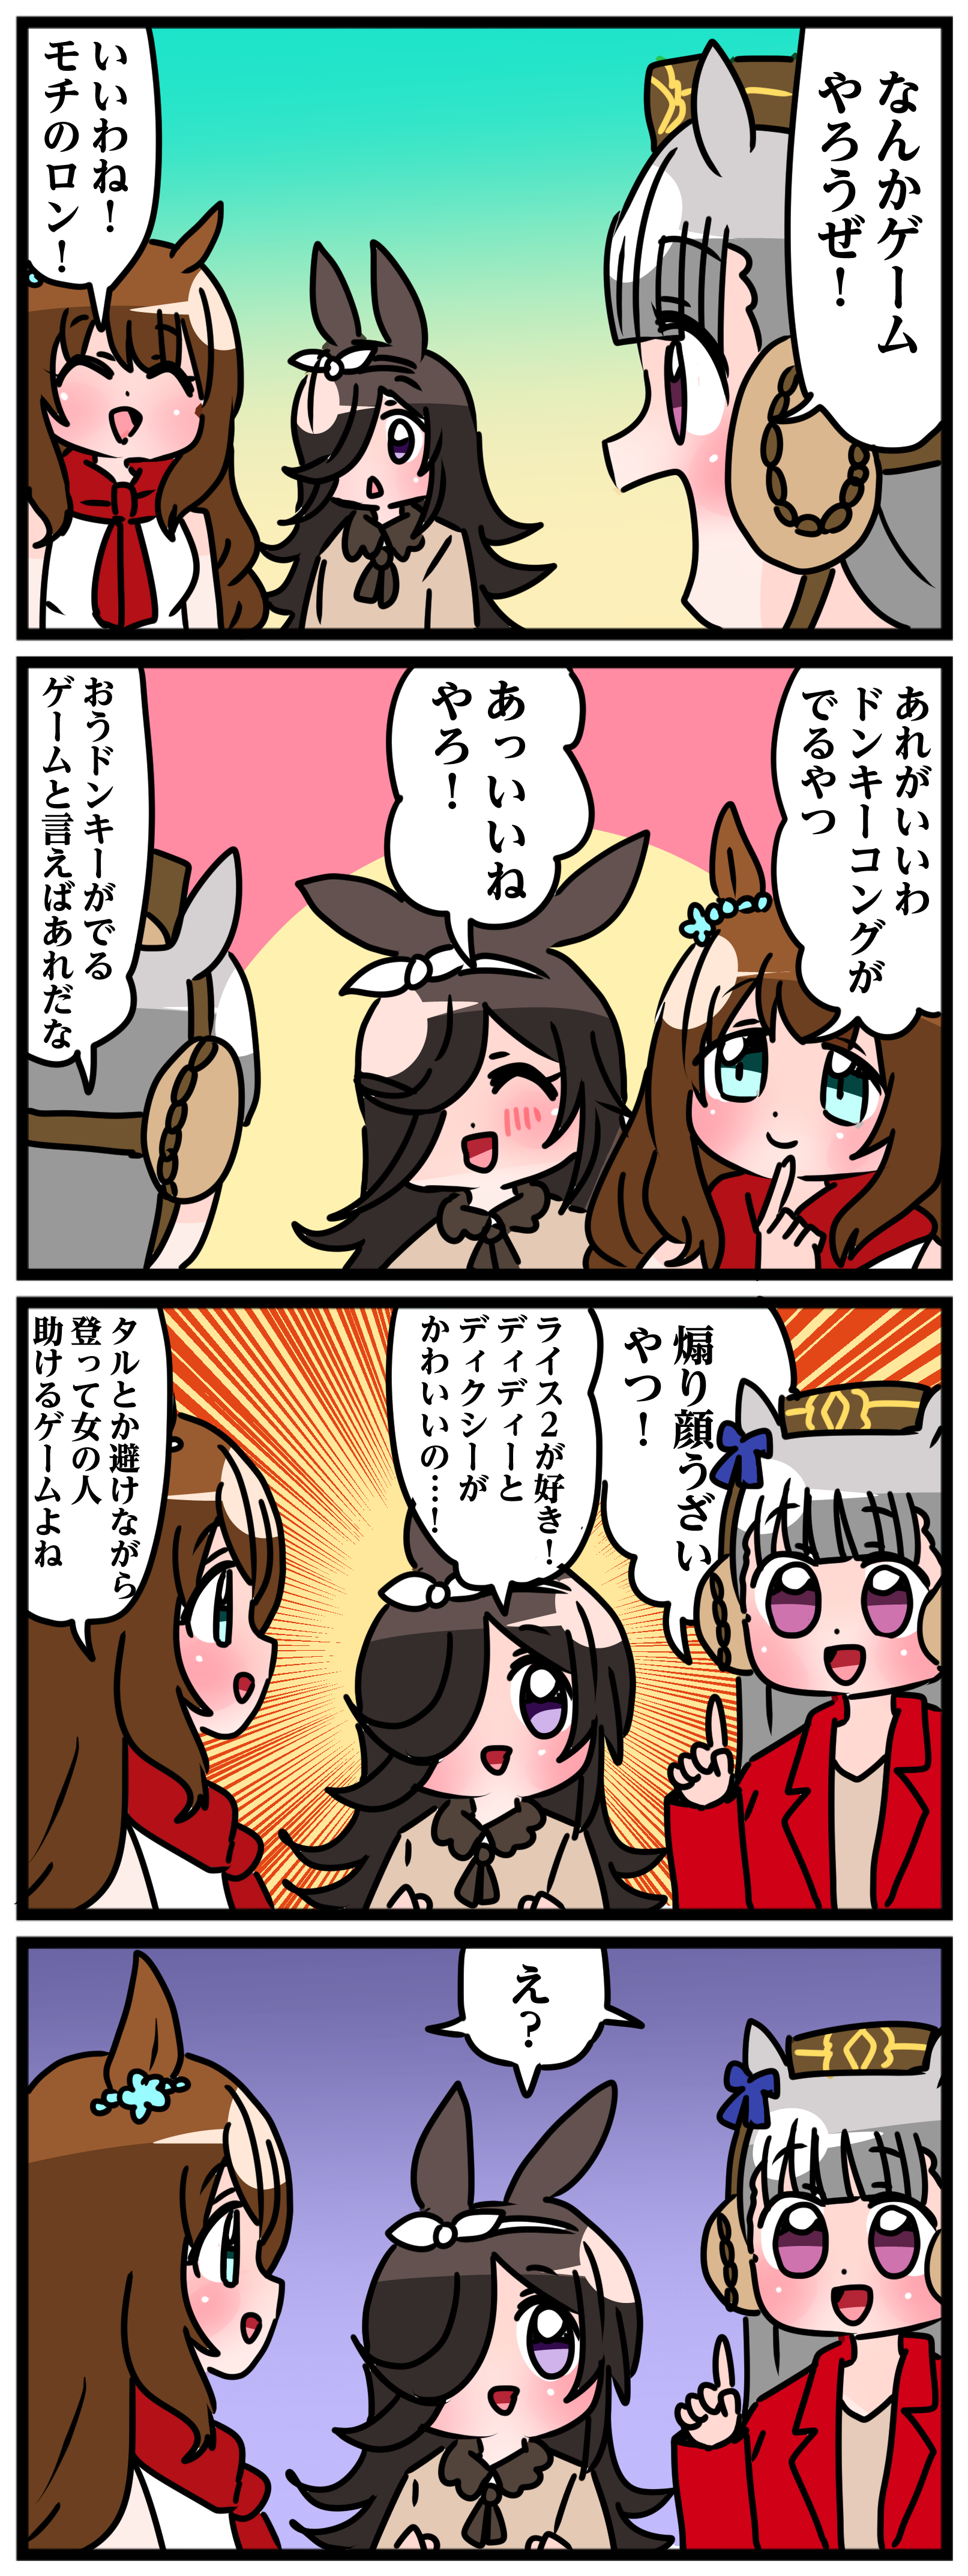 なんかゲーム
やろうぜ！
いいわね！
モチのロン！
あれがいいわ
ドンキーコングが
でるやつ
あっいいね
やろ！
おうドンキーがでる
ゲームと言えばあれだな
煽り顔うざい
やつ！
ライス2が好き！
ディディーと
ディクシーが
かわいいの…！
タルとか避けながら
登って女の人
助けるゲームよね
え？